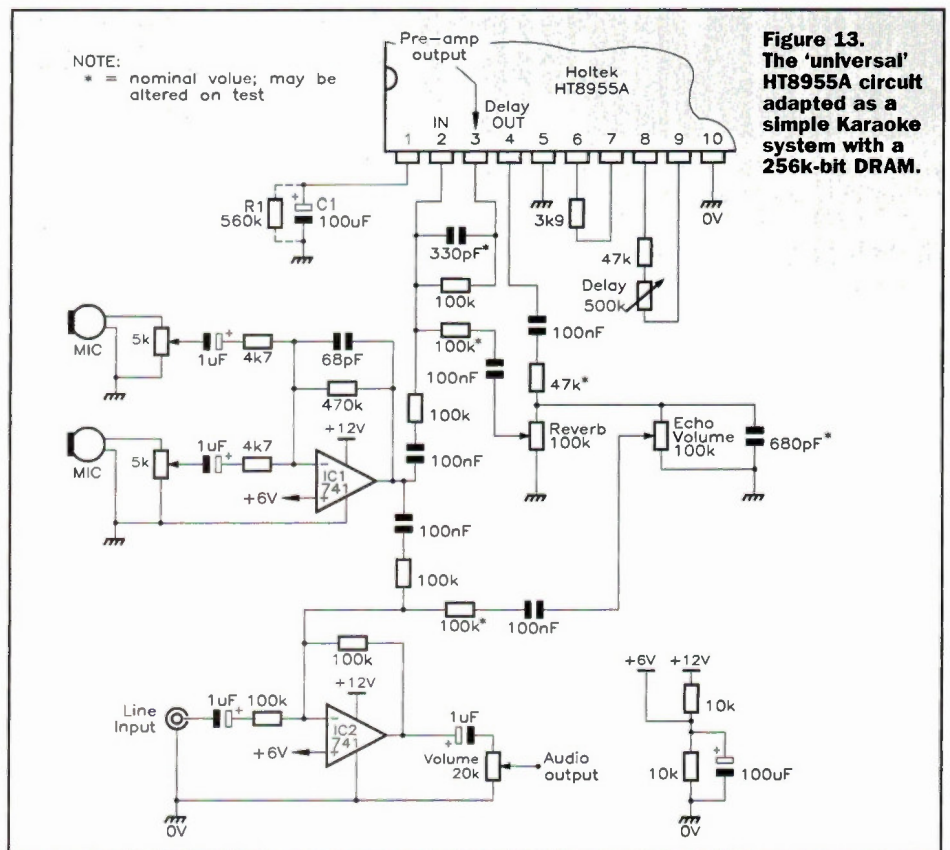 NOTE:
* = nominal value; may be
altered on test
Pre-amp
output
Holtek
HT8955A
Delay
IN
OUT
1 2 3 4 5 6 7 8 9 10
Figure 13.
The 'universal'
HT8955A circuit
adapted as a
simple Karaoke
system with a
256k-bit DRAM.
R1
560k
+
C1
100uF
330pF*
100k
3k9
0V
47k
Delay
500k
100k*
100nF
100nF
47k*
MIC
5k
1uF
+
4k7
68pF
470k
100k
100nF
Reverb
100k
Echo
Volume
100k
680pF*
MIC
5k
1uF
+
4k7
+12V
-
IC1
741
+
+6V
100nF
100k
100k*
100nF
100k
+12V
Line
Input
1uF
+
100k
-
IC2
741
+
+6V
1uF
+
Volume
20k
Audio
output
0V
+6V
+12V
10k
+
10k
100uF
0V